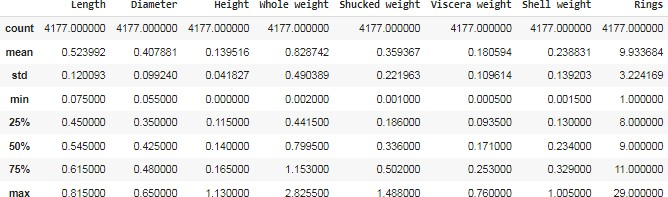 Length Diameter Height Whole weight Shucked weight Viscera weight Shell weight Rings
count 4177.000000 4177.000000 4177.000000 4177.000000 4177.000000 4177.000000 4177.000000 4177.000000
mean 0.523992 0.407881 0.139516 0.828742 0.359367 0.180594 0.238831 9.933684
std 0.120093 0.099240 0.041827 0.490389 0.221963 0.109614 0.139203 3.224169
min 0.075000 0.055000 0.000000 0.002000 0.001000 0.000500 0.001500 1.000000
25% 0.450000 0.350000 0.115000 0.441500 0.186000 0.093500 0.130000 8.000000
50% 0.545000 0.425000 0.140000 0.799500 0.336000 0.171000 0.234000 9.000000
75% 0.615000 0.480000 0.165000 1.153000 0.502000 0.253000 0.329000 11.000000
max 0.815000 0.650000 1.130000 2.825500 1.488000 0.760000 1.005000 29.000000